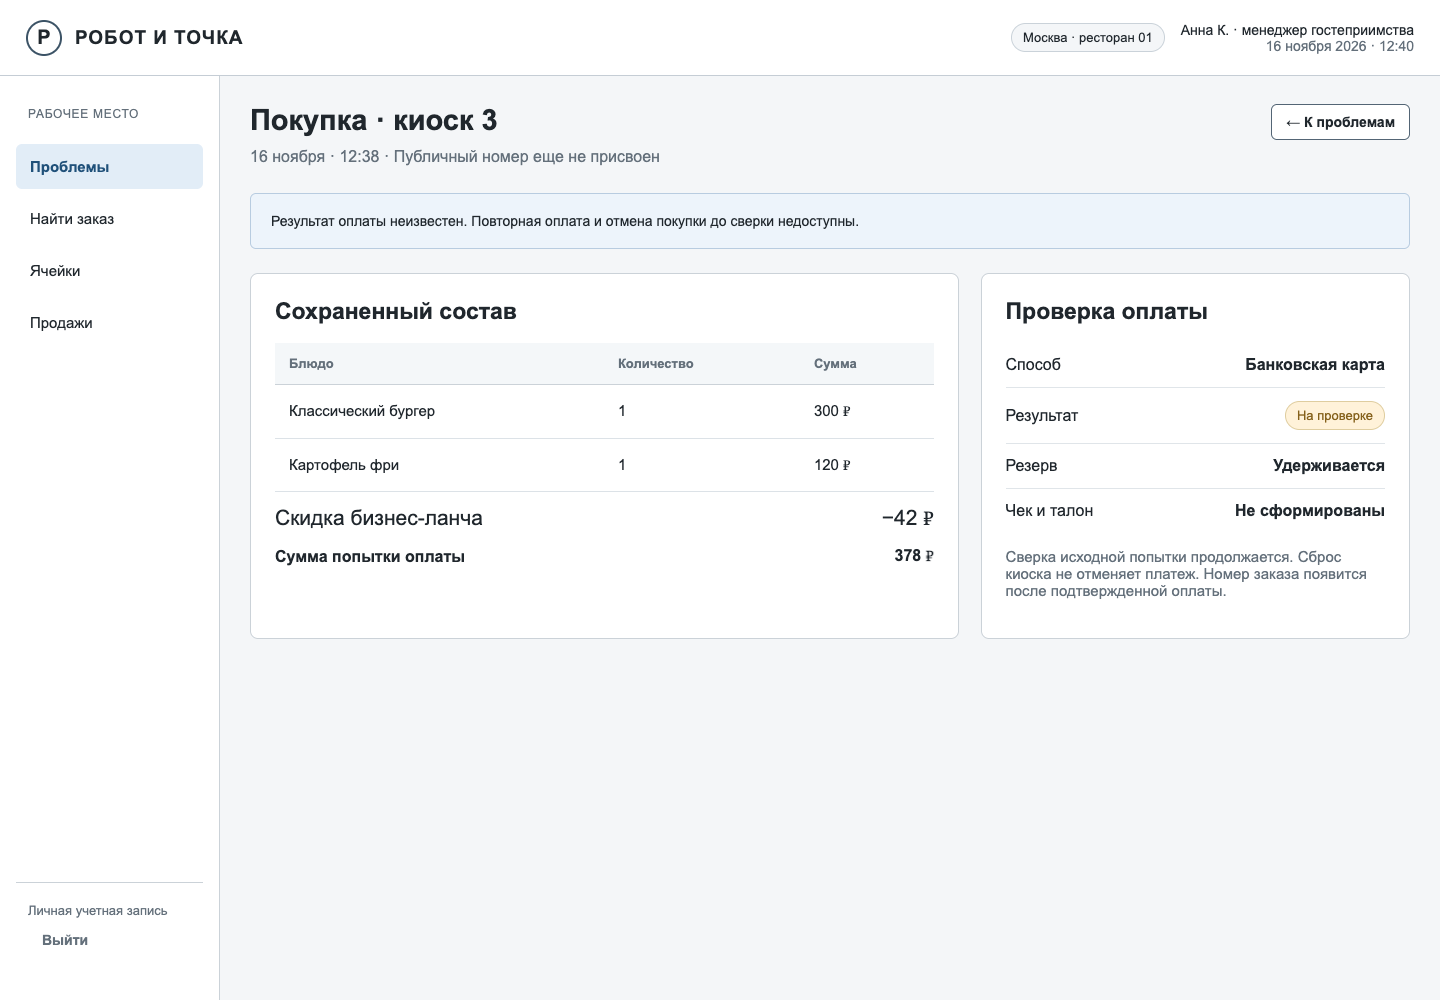 Р РОБОТ И ТОЧКА
Москва · ресторан 01
Анна К. · менеджер гостеприимства
16 ноября 2026 · 12:40
РАБОЧЕЕ МЕСТО
Проблемы
Найти заказ
Ячейки
Продажи
Личная учетная запись
Выйти
Покупка · киоск 3
← К проблемам
16 ноября · 12:38 · Публичный номер еще не присвоен
Результат оплаты неизвестен. Повторная оплата и отмена покупки до сверки недоступны.
Сохраненный состав
Блюдо Количество Сумма
Классический бургер 1 300 ₽
Картофель фри 1 120 ₽
Скидка бизнес-ланча −42 ₽
Сумма попытки оплаты 378 ₽
Проверка оплаты
Способ Банковская карта
Результат На проверке
Резерв Удерживается
Чек и талон Не сформированы
Сверка исходной попытки продолжается. Сброс
киоска не отменяет платеж. Номер заказа появится
после подтвержденной оплаты.